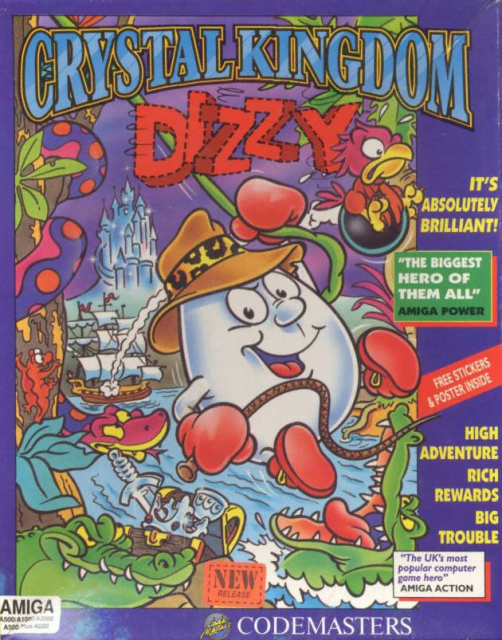 CRYSTAL KINGDOM
DIZZY
IT'S
ABSOLUTELY
BRILLIANT!
"THE BIGGEST
HERO OF
THEM ALL"
AMIGA POWER
FREE STICKERS
& POSTER INSIDE
HIGH
ADVENTURE
RICH
REWARDS
BIG
TROUBLE
"The UK's most
popular computer
game hero"
AMIGA ACTION
NEW
RELEASE
AMIGA
CODEMASTERS